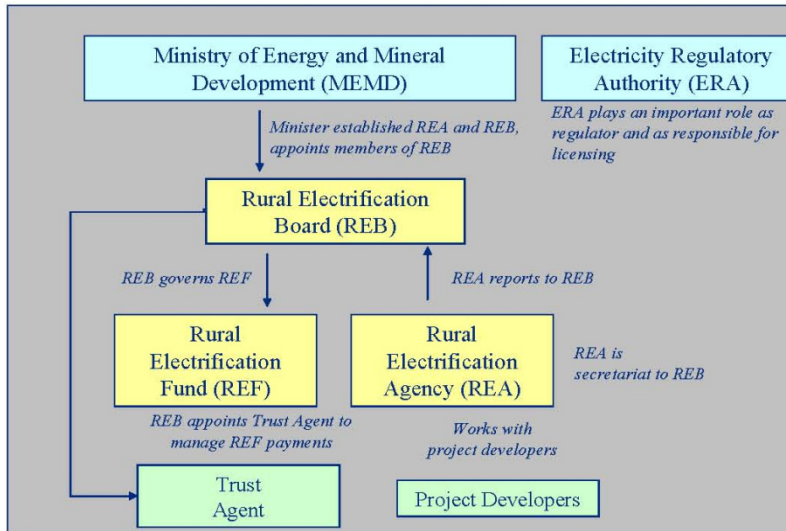 Ministry of Energy and Mineral
Development (MEMD)
Electricity Regulatory
Authority (ERA)
Minister established REA and REB,
appoints members of REB
ERA plays an important role as
regulator and as responsible for
licensing
Rural Electrification
Board (REB)
REB governs REF
REA reports to REB
Rural
Electrification
Fund (REF)
Rural
Electrification
Agency (REA)
REA is
secretariat to REB
REB appoints Trust Agent to
manage REF payments
Works with
project developers
Trust
Agent
Project Developers